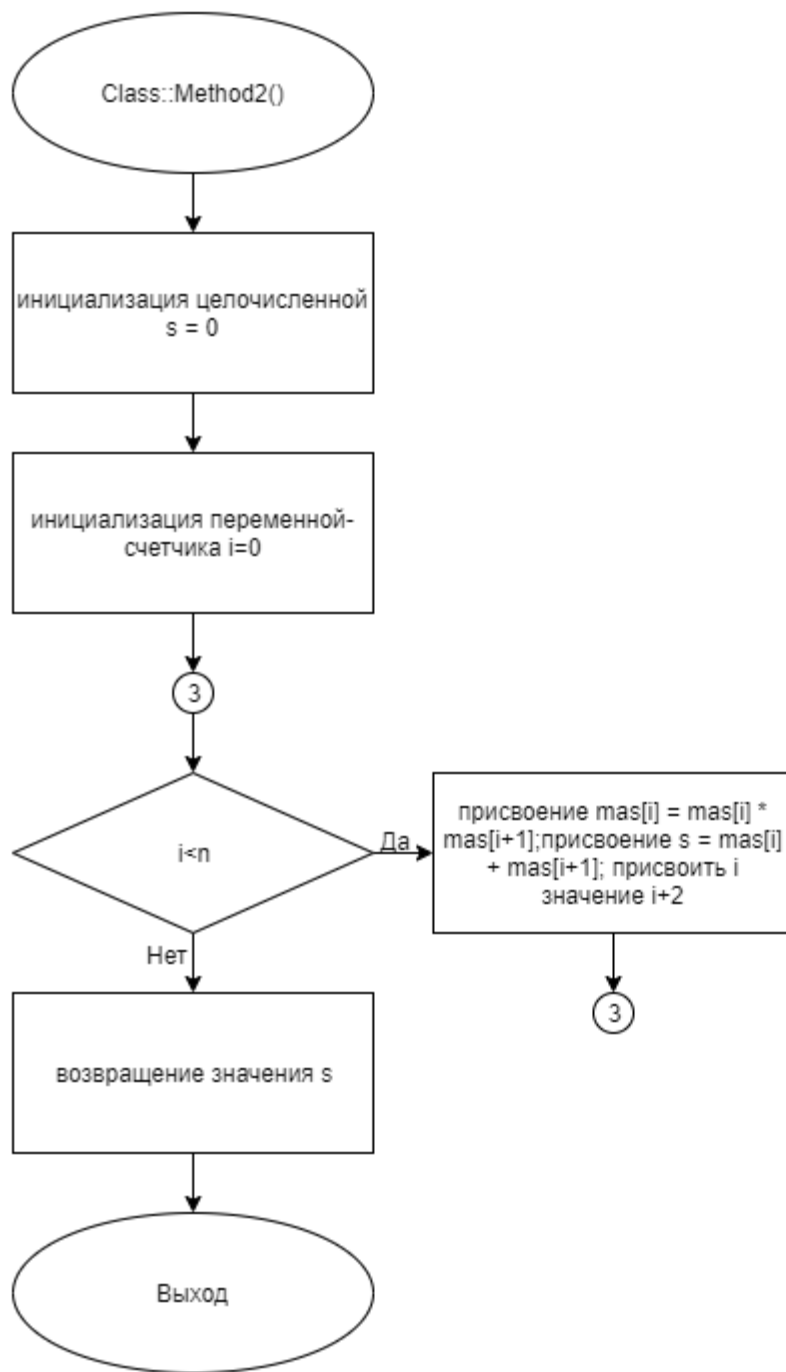 Class::Method2()
инициализация целочисленной
s = 0
инициализация переменной-
счетчика i=0
3
i<n
Да
присвоение mas[i] = mas[i] *
mas[i+1];присвоение s = mas[i]
+ mas[i+1]; присвоить i
значение i+2
3
Нет
возвращение значения s
Выход